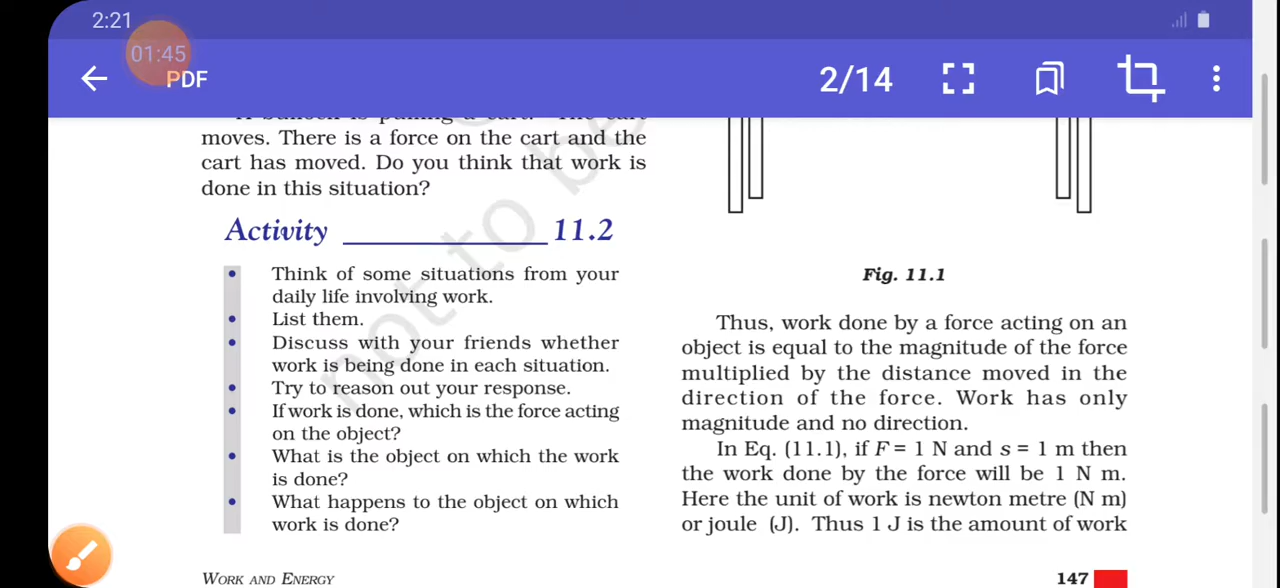 2:21
01:45
PDF
2/14
moves. There is a force on the cart and the
cart has moved. Do you think that work is
done in this situation?
Activity 11.2
• Think of some situations from your
daily life involving work.
• List them.
• Discuss with your friends whether
work is being done in each situation.
• Try to reason out your response.
• If work is done, which is the force acting
on the object?
• What is the object on which the work
is done?
• What happens to the object on which
work is done?
WORK AND ENERGY
not to be
Fig. 11.1
Thus, work done by a force acting on an
object is equal to the magnitude of the force
multiplied by the distance moved in the
direction of the force. Work has only
magnitude and no direction.
In Eq. (11.1), if F = 1 N and s = 1 m then
the work done by the force will be 1 N m.
Here the unit of work is newton metre (N m)
or joule (J). Thus 1 J is the amount of work
147